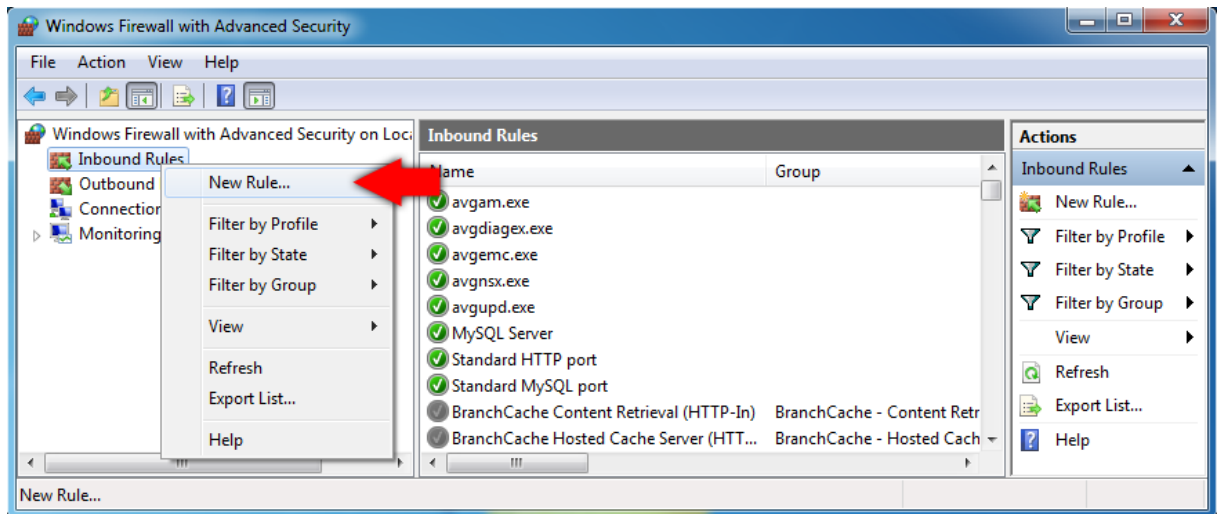 Windows Firewall with Advanced Security
File Action View Help
Windows Firewall with Advanced Security on Loca
Inbound Rules
Outbound
Connection
Monitoring
New Rule...
Filter by Profile
Filter by State
Filter by Group
View
Refresh
Export List...
Help
Inbound Rules
Name Group
avgam.exe
avgdiagex.exe
avgemc.exe
avgnsx.exe
avgupd.exe
MySQL Server
Standard HTTP port
Standard MySQL port
BranchCache Content Retrieval (HTTP-In) BranchCache - Content Retr
BranchCache Hosted Cache Server (HTT... BranchCache - Hosted Cach
Actions
Inbound Rules
New Rule...
Filter by Profile
Filter by State
Filter by Group
View
Refresh
Export List...
Help
New Rule...